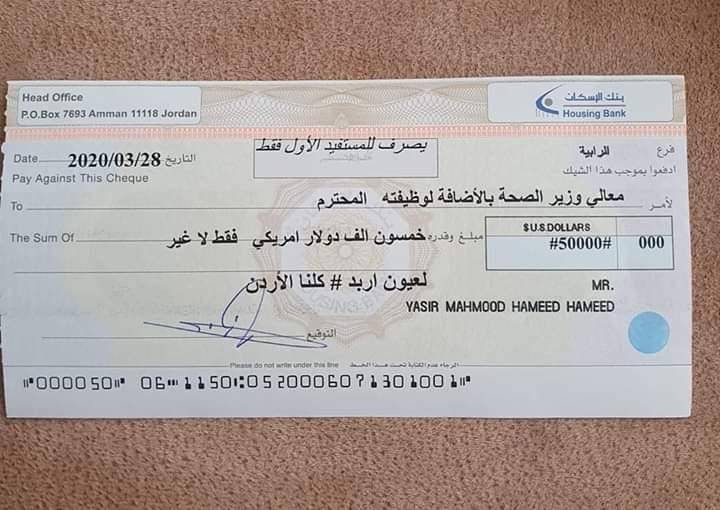 Head Office
P.O.Box 7693 Amman 11118 Jordan
بنك الإسكان
Housing Bank
Date 2020/03/28 التاريخ
يصرف للمستفيد الأول فقط
فرع الرابية
Pay Against This Cheque
ادفعوا بموجب هذا الشيك
To معالي وزير الصحة بالأضافة لوظيفته المحترم لأمر
The Sum Of مبلغ وقدره خمسون الف دولار امريكي فقط لا غير
$ U.S.DOLLARS
#50000# 000
لعيون اربد # كلنا الأردن
MR.
YASIR MAHMOOD HAMEED HAMEED
التوقيع
Please do not write under this line الرجاء عدم الكتابة تحت هذا الخط
⑈000050⑈ 06⑉1150⑆052000607130100⑈